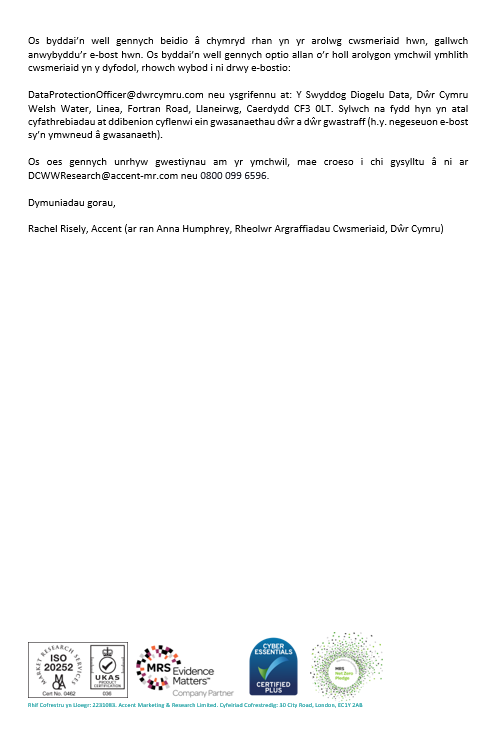 Os byddai'n well gennych beidio â chymryd rhan yn yr arolwg cwsmeriaid hwn, gallwch
anwybyddu'r e-bost hwn. Os byddai'n well gennych optio allan o'r holl arolygon ymchwil ymhlith
cwsmeriaid yn y dyfodol, rhowch wybod i ni drwy e-bostio:
DataProtectionOfficer@dwrcymru.com neu ysgrifennu at: Y Swyddog Diogelu Data, Dŵr Cymru
Welsh Water, Linea, Fortran Road, Llaneirwg, Caerdydd CF3 0LT. Sylwch na fydd hyn yn atal
cyfathrebiadau at ddibenion cyflenwi ein gwasanaethau dŵr a dŵr gwastraff (h.y. negeseuon e-bost
sy'n ymwneud â gwasanaeth).
Os oes gennych unrhyw gwestiynau am yr ymchwil, mae croeso i chi gysylltu â ni ar
DCWWResearch@accent-mr.com neu 0800 099 6596.
Dymuniadau gorau,
Rachel Risely, Accent (ar ran Anna Humphrey, Rheolwr Argraffiadau Cwsmeriaid, Dŵr Cymru)
MARKET RESEARCH SERVICES
ISO
20252
Cert No. 0462
UKAS
PRODUCT
CERTIFICATION
MRS Evidence
Matters™
Company Partner
CYBER
ESSENTIALS
CERTIFIED
PLUS
MRS
Net Zero
Pledge
Rhif Cofrestru yn Lloegr: 2231083. Accent Marketing & Research Limited. Cyfeiriad Cofrestredig: 30 City Road, London, EC1Y 2AB